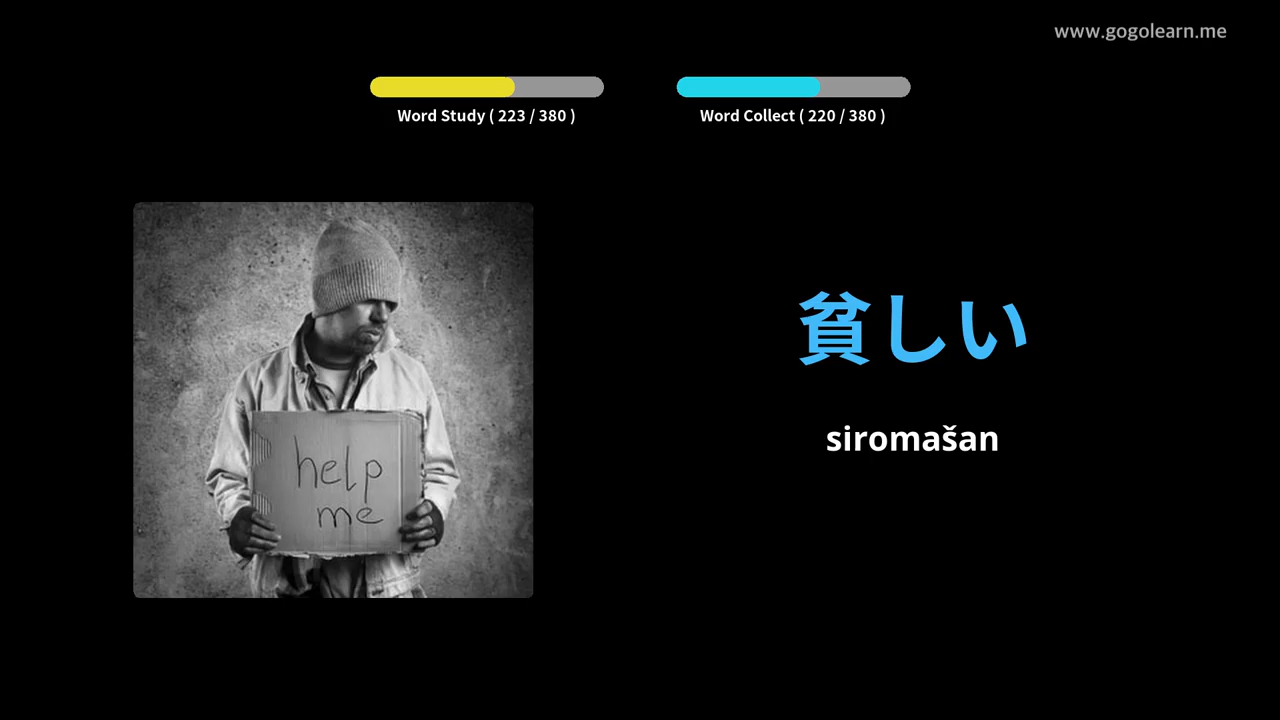 www.gogolearn.me
Word Study ( 223 / 380 )
Word Collect ( 220 / 380 )
help
me
貧しい
siromašan